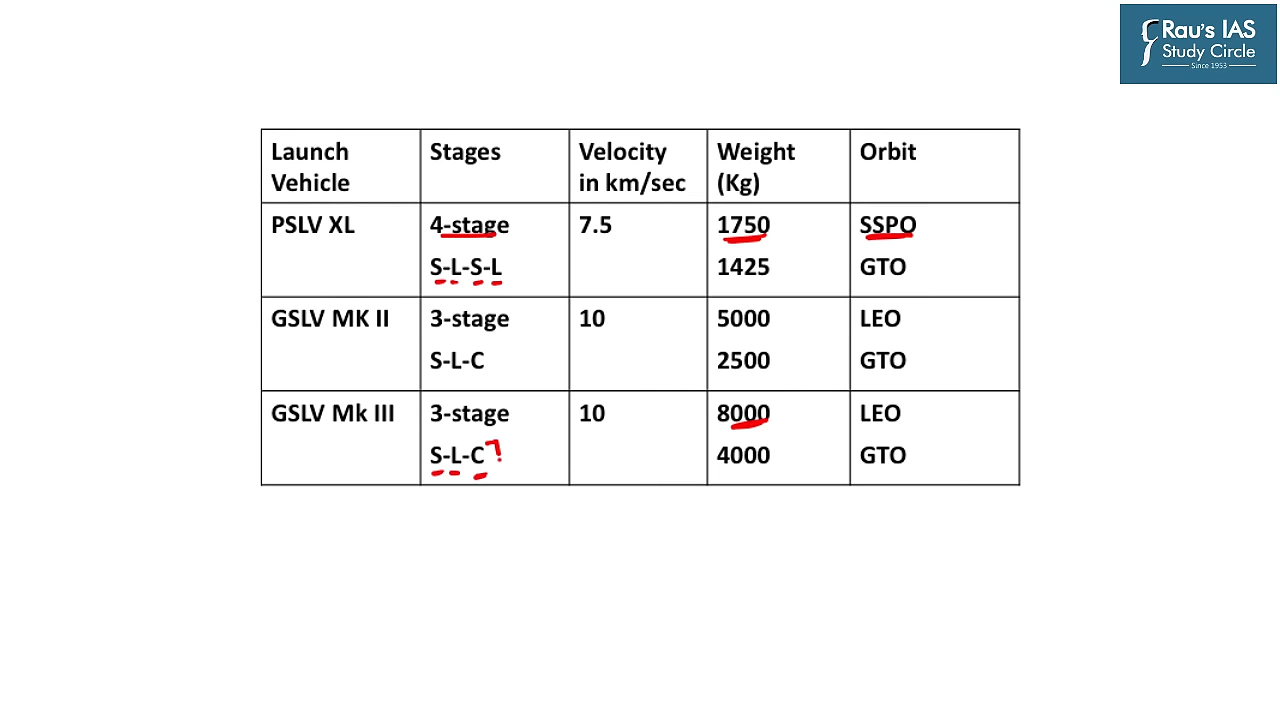 Rau's IAS
Study Circle
Since 1953
Launch Vehicle | Stages | Velocity in km/sec | Weight (Kg) | Orbit
PSLV XL | 4-stage | 7.5 | 1750 | SSPO
S-L-S-L | 1425 | GTO
GSLV MK II | 3-stage | 10 | 5000 | LEO
S-L-C | 2500 | GTO
GSLV Mk III | 3-stage | 10 | 8000 | LEO
S-L-C | 4000 | GTO